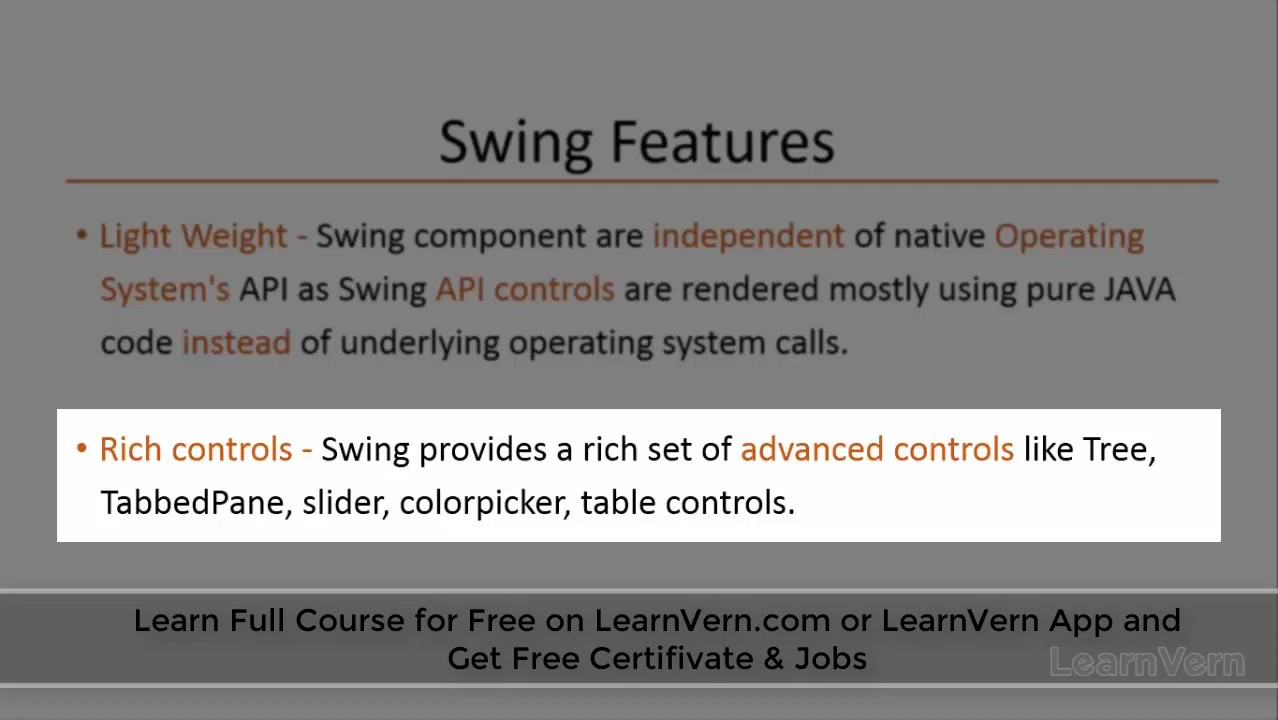 Swing Features
• Light Weight - Swing component are independent of native Operating
System's API as Swing API controls are rendered mostly using pure JAVA
code instead of underlying operating system calls.
• Rich controls - Swing provides a rich set of advanced controls like Tree,
TabbedPane, slider, colorpicker, table controls.
Learn Full Course for Free on LearnVern.com or LearnVern App and
Get Free Certifivate & Jobs
LearnVern